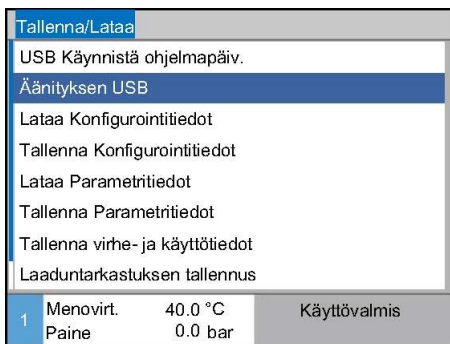 Tallenna/Lataa
USB Käynnistä ohjelmapäiv.
Äänityksen USB
Lataa Konfigurointitiedot
Tallenna Konfigurointitiedot
Lataa Parametritiedot
Tallenna Parametritiedot
Tallenna virhe- ja käyttötiedot
Laaduntarkastuksen tallennus
1 Menovirt. 40.0 °C Käyttövalmis
Paine 0.0 bar